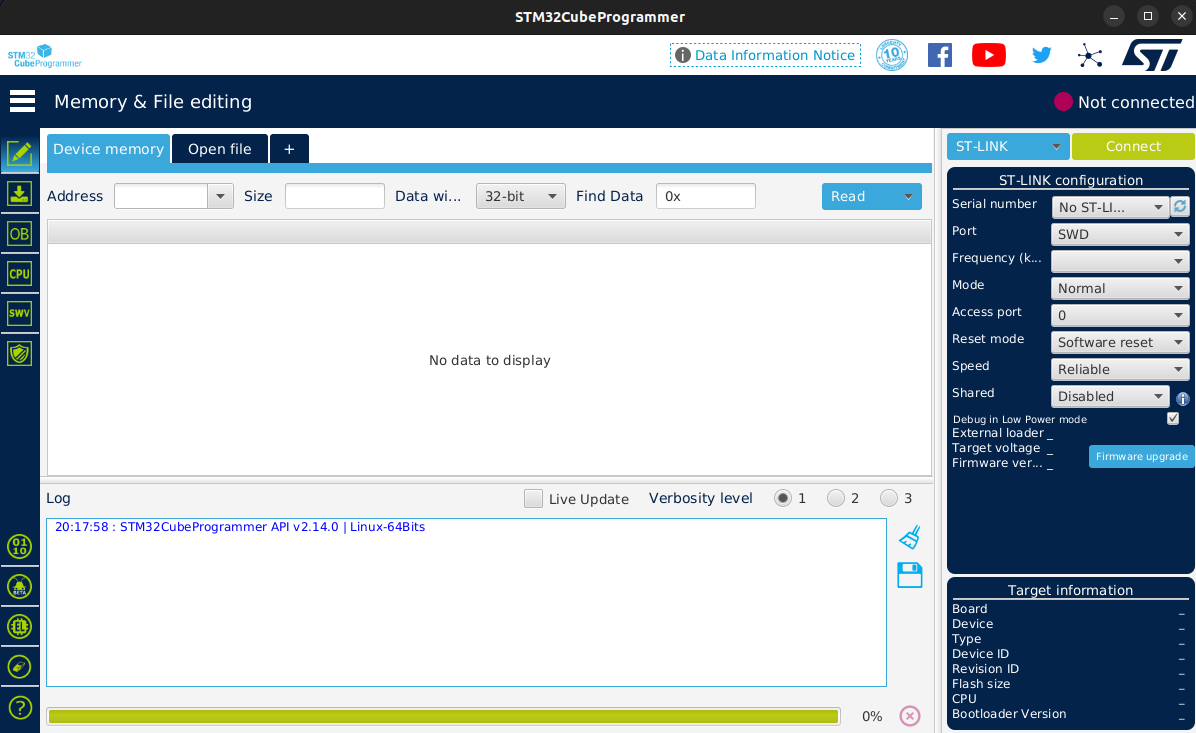 STM32CubeProgrammer
STM32
CubeProgrammer
Data Information Notice
10
Memory & File editing
Not connected
Device memory
Open file
+
ST-LINK
Connect
Address
Size
Data wi...
32-bit
Find Data
0x
Read
ST-LINK configuration
Serial number
No ST-LI...
Port
SWD
Frequency (k...
Mode
Normal
Access port
0
Reset mode
Software reset
Speed
Reliable
Shared
Disabled
Debug in Low Power mode
External loader _
Target voltage _
Firmware ver... _
Firmware upgrade
OB
CPU
SWV
No data to display
Log
Live Update
Verbosity level
1
2
3
20:17:58 : STM32CubeProgrammer API v2.14.0 | Linux-64Bits
01
10
BETA
EL
?
0%
Target information
Board _
Device _
Type _
Device ID _
Revision ID _
Flash size _
CPU _
Bootloader Version _